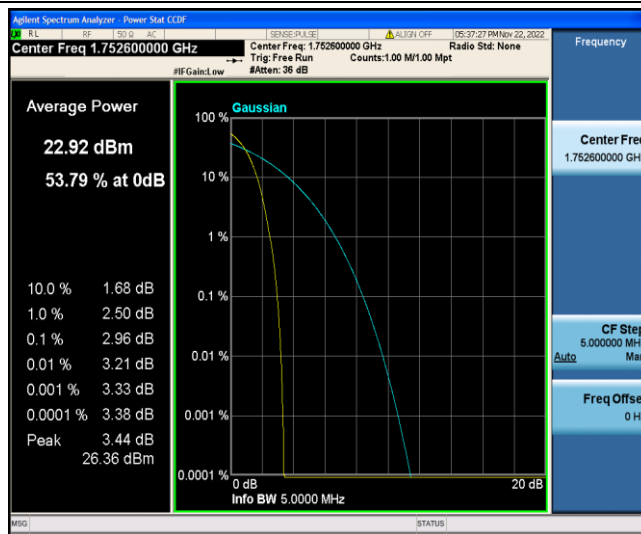 Agilent Spectrum Analyzer - Power Stat CCDF
RL RF 50 Ω AC SENSE:PULSE ALIGN OFF 05:37:27 PM Nov 22, 2022
Center Freq 1.752600000 GHz
Center Freq: 1.752600000 GHz Radio Std: None
Trig: Free Run Counts:1.00 M/1.00 Mpt
#IFGain:Low #Atten: 36 dB
Frequency
Average Power
22.92 dBm
53.79 % at 0dB
10.0 % 1.68 dB
1.0 % 2.50 dB
0.1 % 2.96 dB
0.01 % 3.21 dB
0.001 % 3.33 dB
0.0001 % 3.38 dB
Peak 3.44 dB
26.36 dBm
Gaussian
100 %
10 %
1 %
0.1 %
0.01 %
0.001 %
0.0001 %
0 dB 20 dB
Info BW 5.0000 MHz
Center Freq
1.752600000 GH
CF Step
5.000000 MH
Auto Ma
Freq Offse
0 H
MSG STATUS